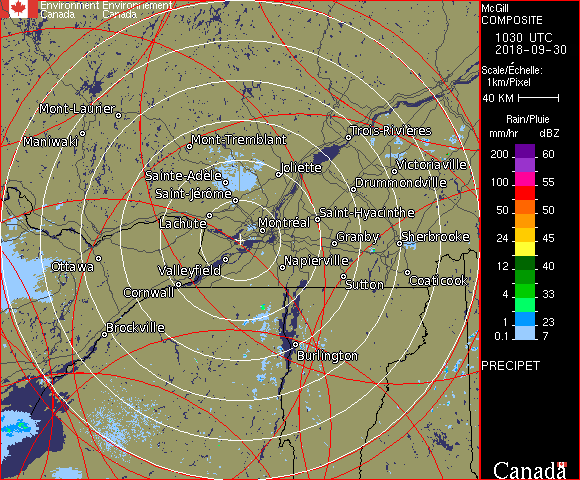 Environment Environnement
Canada Canada
McGill
COMPOSITE
1030 UTC
2018-09-30
Scale/Échelle:
1km/Pixel
40 KM
Rain/Pluie
mm/hr dBZ
200 60
100 55
50 50
24 45
12 40
4 33
1 23
0.1 7
PRECIPET
Canada
Mont-Laurier
Maniwaki
Mont-Tremblant
Trois-Rivières
Sainte-Adèle
Joliette
Victoriaville
Saint-Jérôme
Drummondville
Lachute
Montréal
Saint-Hyacinthe
Granby
Sherbrooke
Ottawa
Valleyfield
Napierville
Cornwall
Sutton
Coaticook
Brockville
Burlington